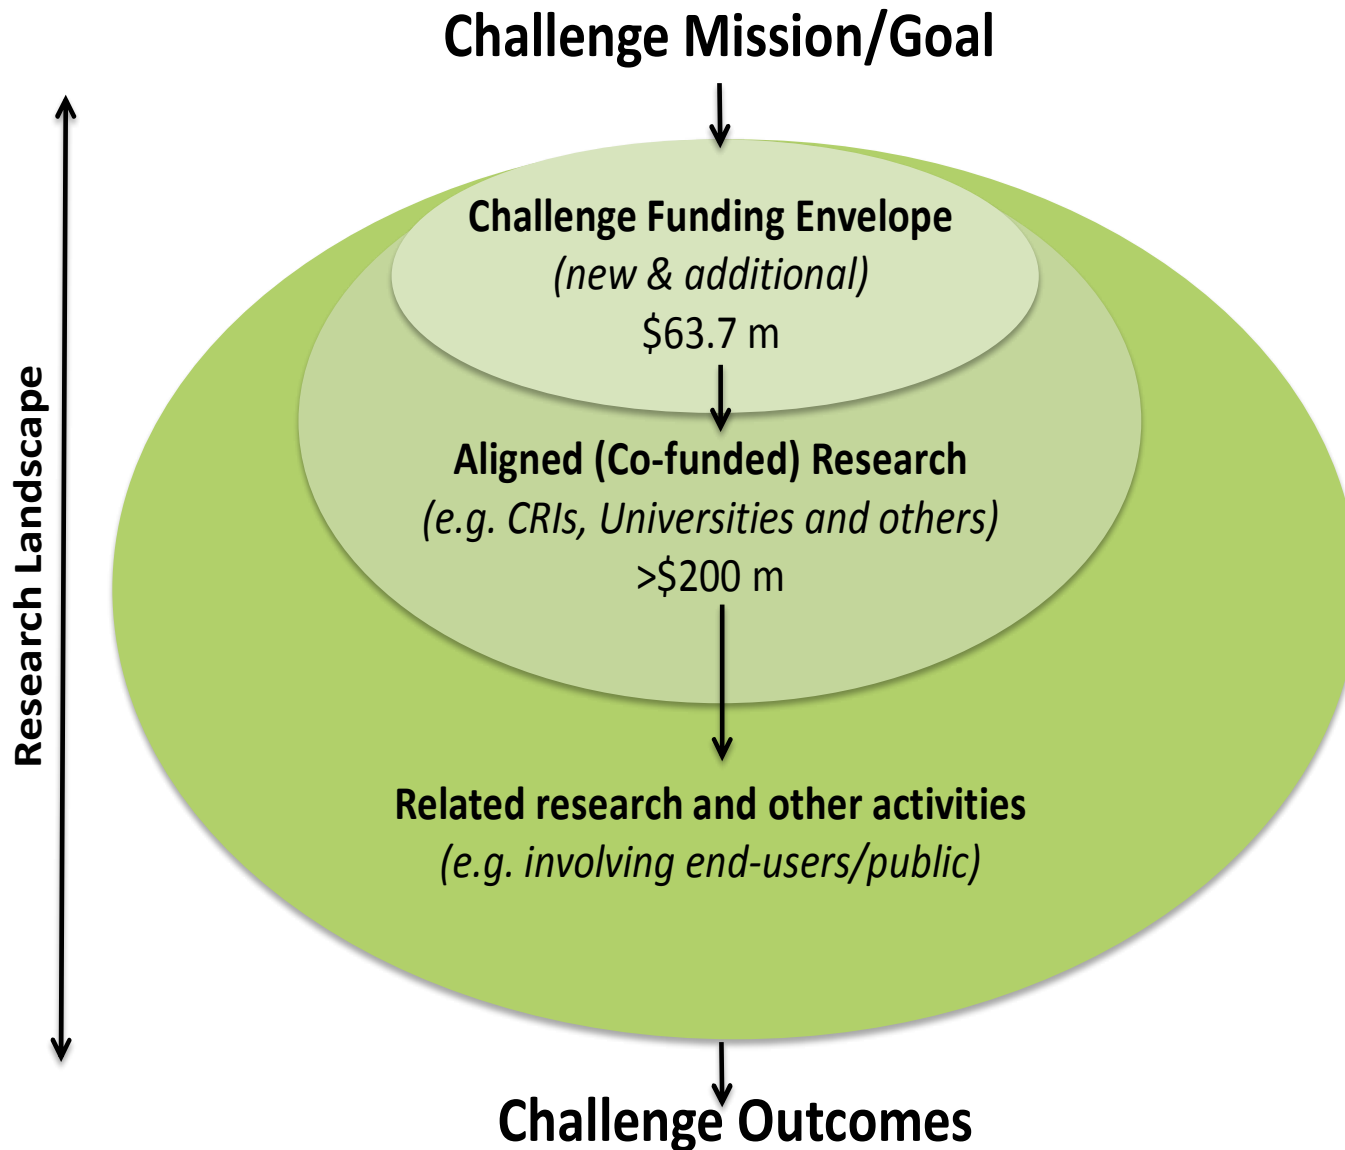 Challenge Mission/Goal
Research Landscape
Challenge Funding Envelope
(new & additional)
$63.7 m
Aligned (Co-funded) Research
(e.g. CRIs, Universities and others)
>$200 m
Related research and other activities
(e.g. involving end-users/public)
Challenge Outcomes